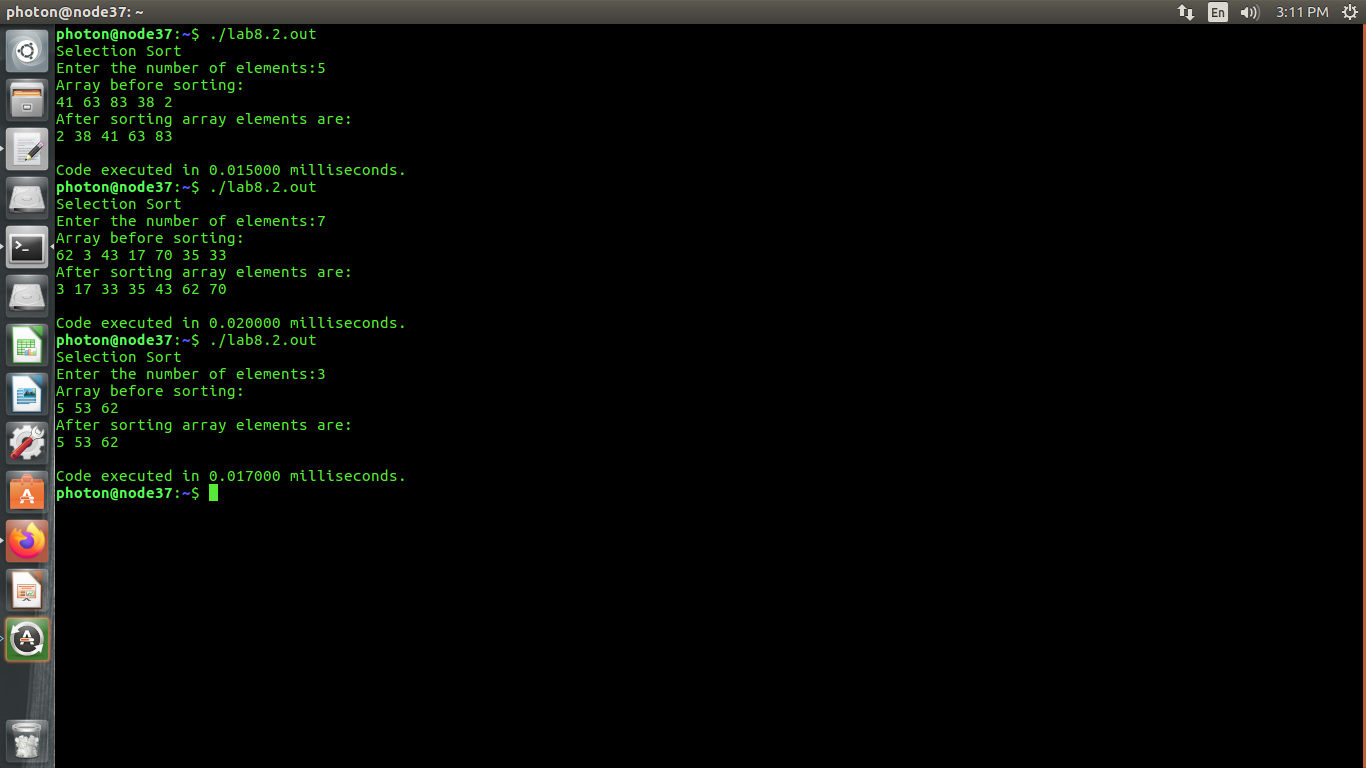 photon@node37: ~
En
3:11 PM
photon@node37:~$ ./lab8.2.out
Selection Sort
Enter the number of elements:5
Array before sorting:
41 63 83 38 2
After sorting array elements are:
2 38 41 63 83
Code executed in 0.015000 milliseconds.
photon@node37:~$ ./lab8.2.out
Selection Sort
Enter the number of elements:7
Array before sorting:
62 3 43 17 70 35 33
After sorting array elements are:
3 17 33 35 43 62 70
Code executed in 0.020000 milliseconds.
photon@node37:~$ ./lab8.2.out
Selection Sort
Enter the number of elements:3
Array before sorting:
5 53 62
After sorting array elements are:
5 53 62
Code executed in 0.017000 milliseconds.
photon@node37:~$